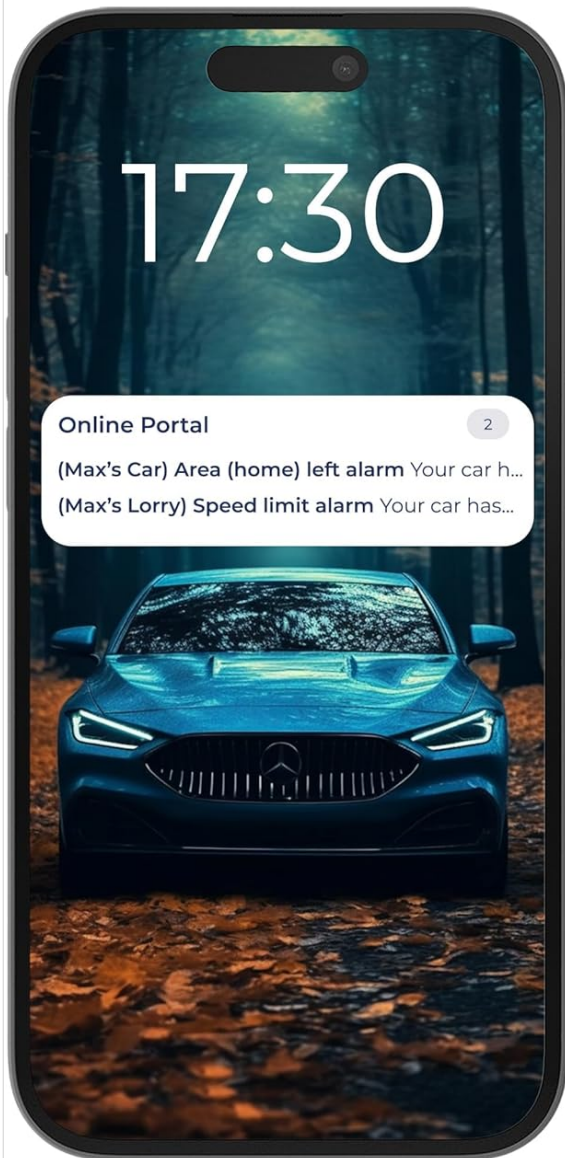 17:30
Online Portal
2
(Max’s Car) Area (home) left alarm Your car h...
(Max’s Lorry) Speed limit alarm Your car has...